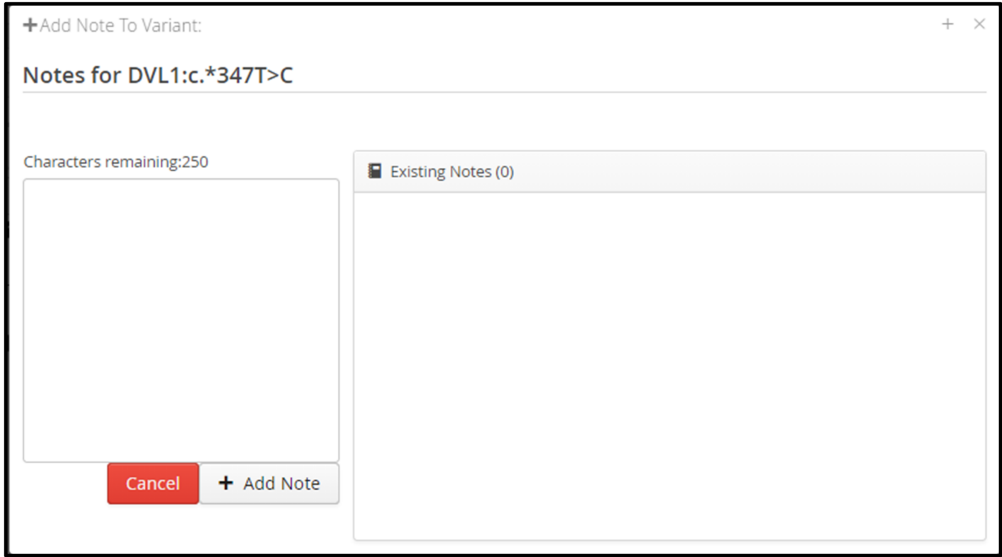 +Add Note To Variant:
Notes for DVL1:c.*347T>C
Characters remaining:250
Existing Notes (0)
Cancel
+ Add Note